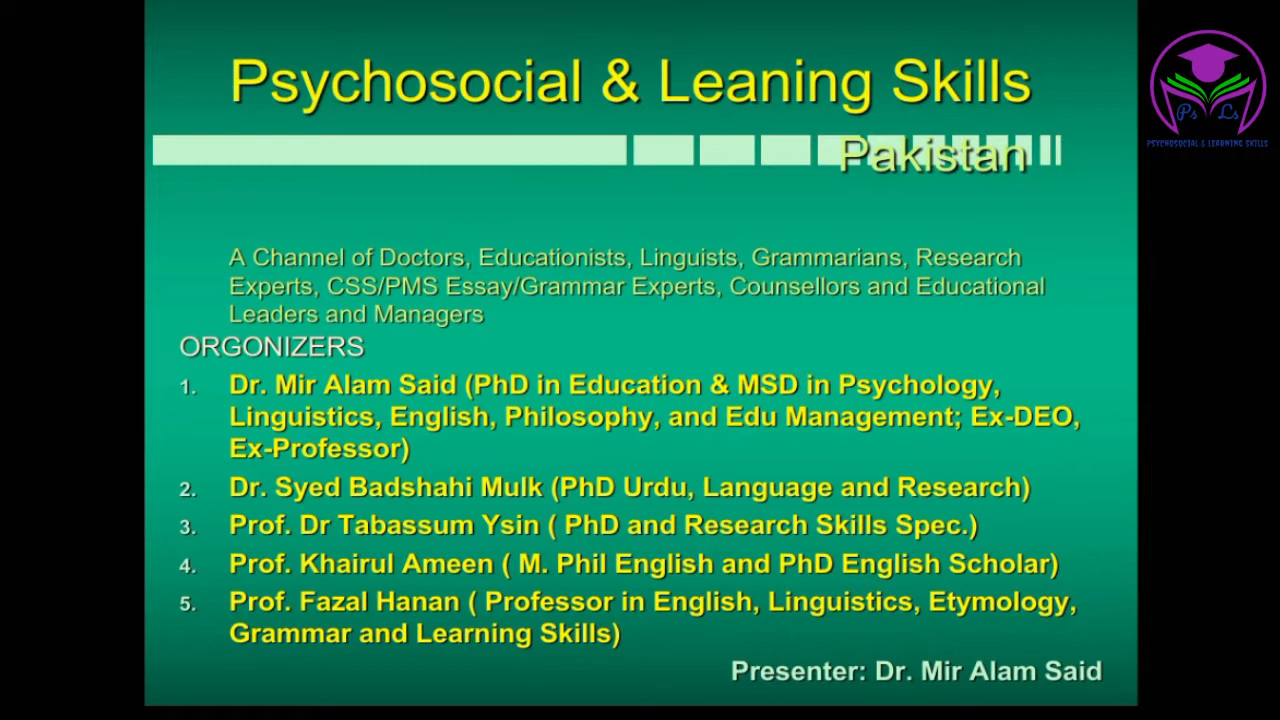 Psychosocial & Leaning Skills
Pakistan
Ps Ls
PSYCHOSOCIAL & LEARNING SKILLS
A Channel of Doctors, Educationists, Linguists, Grammarians, Research
Experts, CSS/PMS Essay/Grammar Experts, Counsellors and Educational
Leaders and Managers
ORGONIZERS
1. Dr. Mir Alam Said (PhD in Education & MSD in Psychology,
Linguistics, English, Philosophy, and Edu Management; Ex-DEO,
Ex-Professor)
2. Dr. Syed Badshahi Mulk (PhD Urdu, Language and Research)
3. Prof. Dr Tabassum Ysin ( PhD and Research Skills Spec.)
4. Prof. Khairul Ameen ( M. Phil English and PhD English Scholar)
5. Prof. Fazal Hanan ( Professor in English, Linguistics, Etymology,
Grammar and Learning Skills)
Presenter: Dr. Mir Alam Said